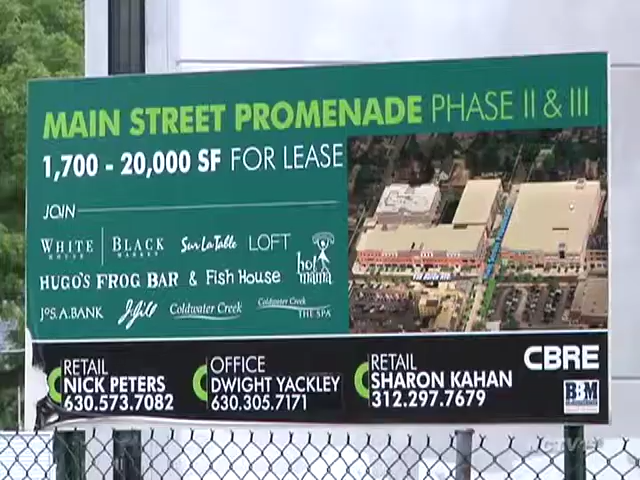 MAIN STREET PROMENADE PHASE II & III
1,700 - 20,000 SF FOR LEASE
JOIN
WHITE HOUSE | BLACK MARKET Sur La Table LOFT
HUGO'S FROG BAR & FISH HOUSE hot mama
JOS. A. BANK J.Jill Coldwater Creek Coldwater Creek THE SPA
RETAIL
NICK PETERS
630.573.7082
OFFICE
DWIGHT YACKLEY
630.305.7171
RETAIL
SHARON KAHAN
312.297.7679
CBRE
BBM
NCTV17